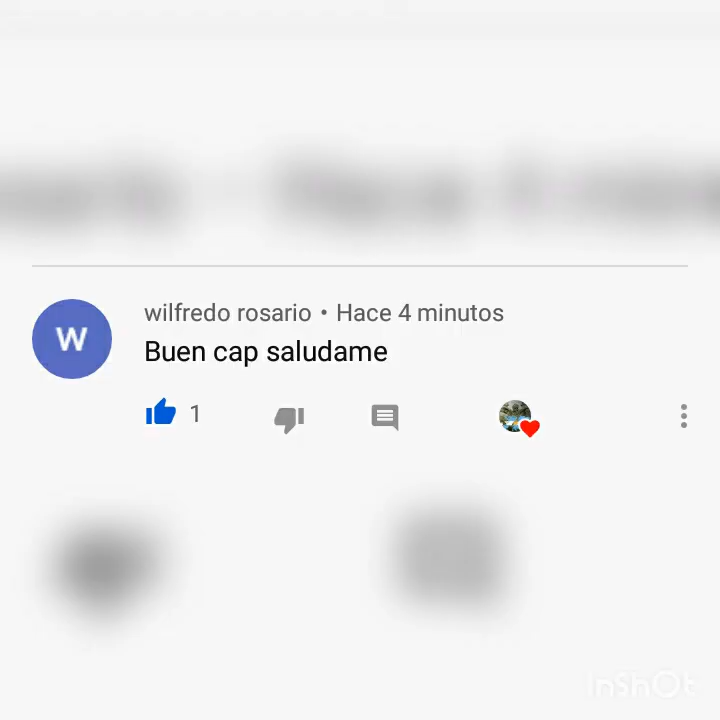 wilfredo rosario • Hace 4 minutos
Buen cap saludame
1
W
InShOt